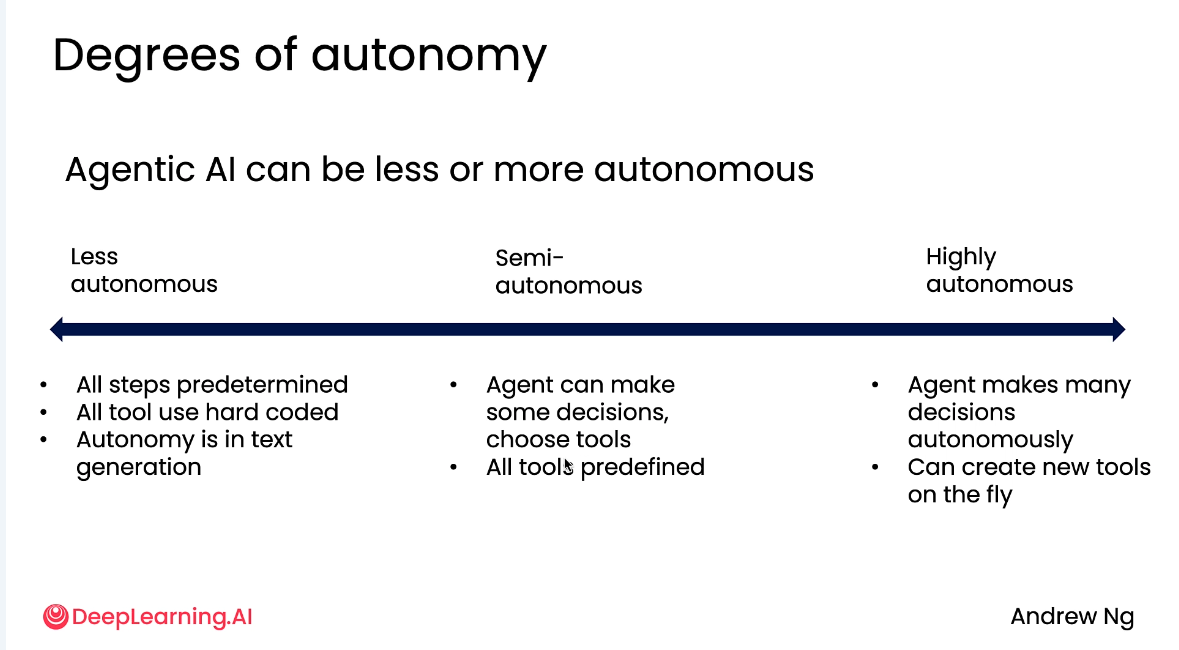 Degrees of autonomy
Agentic AI can be less or more autonomous
Less
autonomous
Semi-
autonomous
Highly
autonomous
• All steps predetermined
• All tool use hard coded
• Autonomy is in text
generation
• Agent can make
some decisions,
choose tools
• All tools predefined
• Agent makes many
decisions
autonomously
• Can create new tools
on the fly
DeepLearning.AI
Andrew Ng